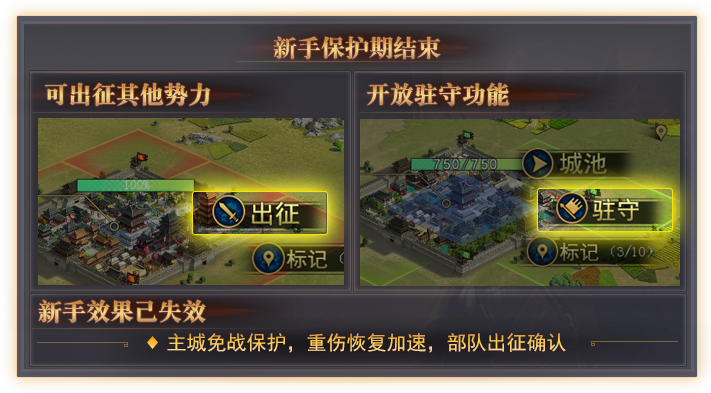 新手保护期结束
可出征其他势力
开放驻守功能
100%
出征
标记
750/750
城池
驻守
标记 (3/10)
新手效果已失效
主城免战保护，重伤恢复加速，部队出征确认